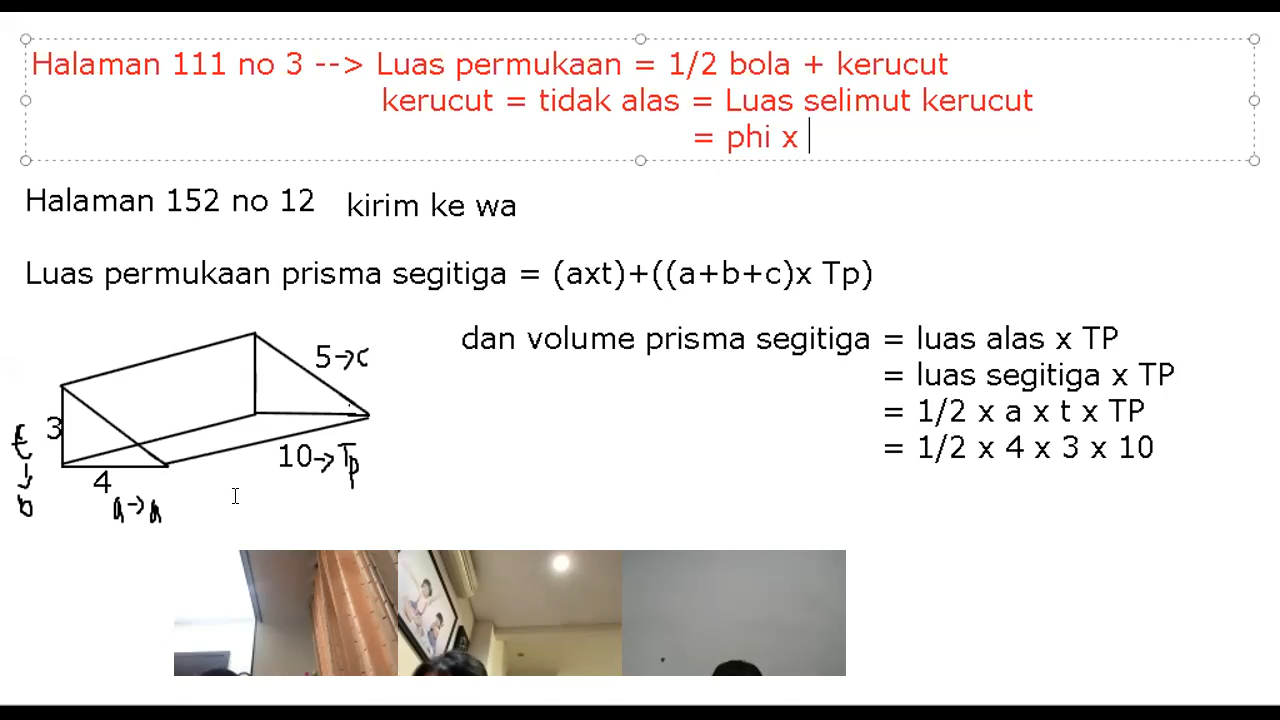 Halaman 111 no 3 --> Luas permukaan = 1/2 bola + kerucut
kerucut = tidak alas = Luas selimut kerucut
= phi x
Halaman 152 no 12 kirim ke wa
Luas permukaan prisma segitiga = (axt)+((a+b+c)x Tp)
dan volume prisma segitiga = luas alas x TP
= luas segitiga x TP
= 1/2 x a x t x TP
= 1/2 x 4 x 3 x 10
5→c
t 3
→ b
10→Tp
4
a→a